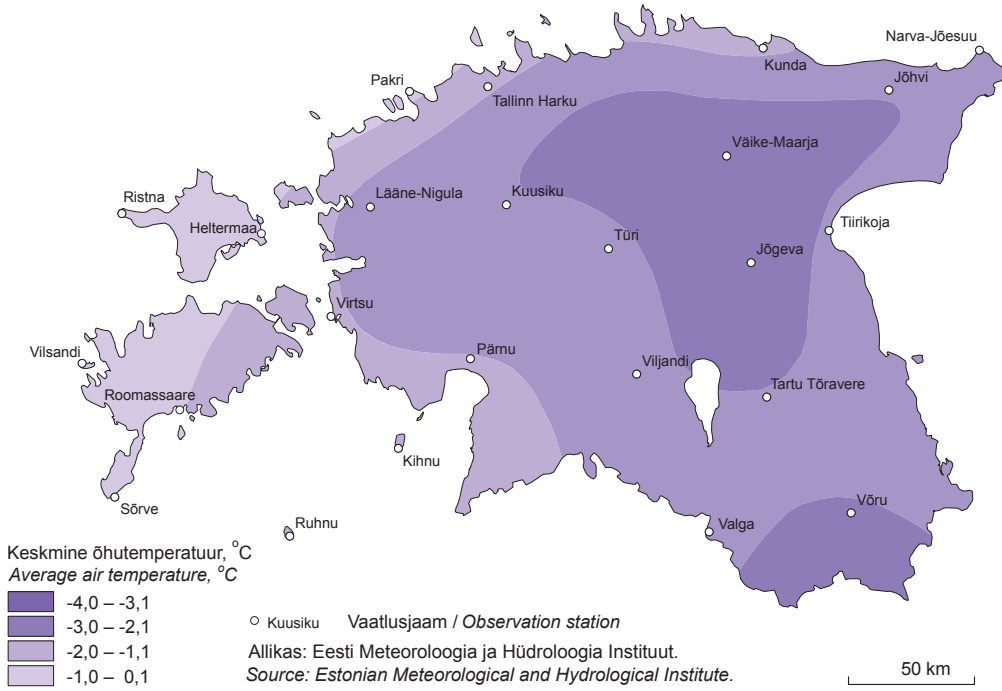 Narva-Jõesuu
Kunda
Pakri
Jõhvi
Tallinn Harku
Väike-Maarja
Ristna
Lääne-Nigula
Kuusiku
Heltermaa
Tiirikoja
Türi
Jõgeva
Virtsu
Vilsandi
Pärnu
Viljandi
Tartu Tõravere
Roomassaare
Kihnu
Sõrve
Võru
Ruhnu
Valga
Keskmine õhutemperatuur, °C
Average air temperature, °C
-4,0 – -3,1
-3,0 – -2,1
-2,0 – -1,1
-1,0 – 0,1
Kuusiku Vaatlusjaam / Observation station
Allikas: Eesti Meteoroloogia ja Hüdroloogia Instituut.
Source: Estonian Meteorological and Hydrological Institute.
50 km